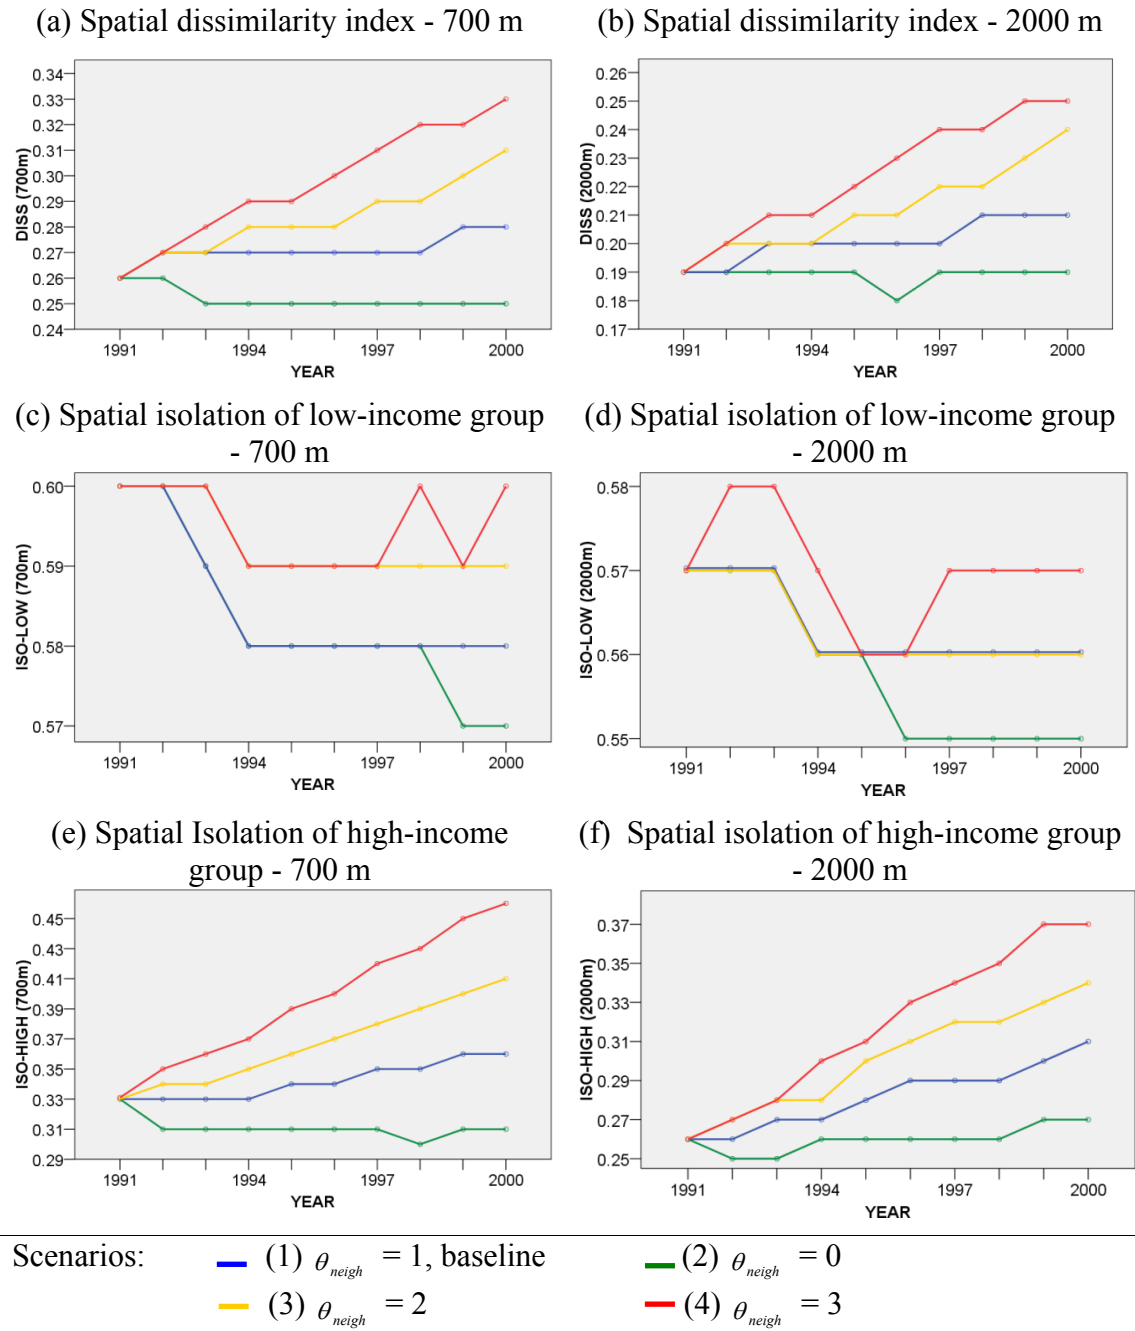 (a) Spatial dissimilarity index - 700 m
(b) Spatial dissimilarity index - 2000 m
0.34
0.33
0.32
0.31
0.30
0.29
0.28
0.27
0.26
0.25
0.24
DISS (700m)
1991
1994
1997
2000
YEAR
0.26
0.25
0.24
0.23
0.22
0.21
0.20
0.19
0.18
0.17
DISS (2000m)
1991
1994
1997
2000
YEAR
(c) Spatial isolation of low-income group
- 700 m
(d) Spatial isolation of low-income group
- 2000 m
0.60
0.59
0.58
0.57
ISO-LOW (700m)
1991
1994
1997
2000
YEAR
0.58
0.57
0.56
0.55
ISO-LOW (2000m)
1991
1994
1997
2000
YEAR
(e) Spatial Isolation of high-income
group - 700 m
(f) Spatial isolation of high-income group
- 2000 m
0.45
0.43
0.41
0.39
0.37
0.35
0.33
0.31
0.29
ISO-HIGH (700m)
1991
1994
1997
2000
YEAR
0.37
0.35
0.33
0.31
0.29
0.27
0.25
ISO-HIGH (2000m)
1991
1994
1997
2000
YEAR
Scenarios:
(1) θneigh = 1, baseline
(2) θneigh = 0
(3) θneigh = 2
(4) θneigh = 3